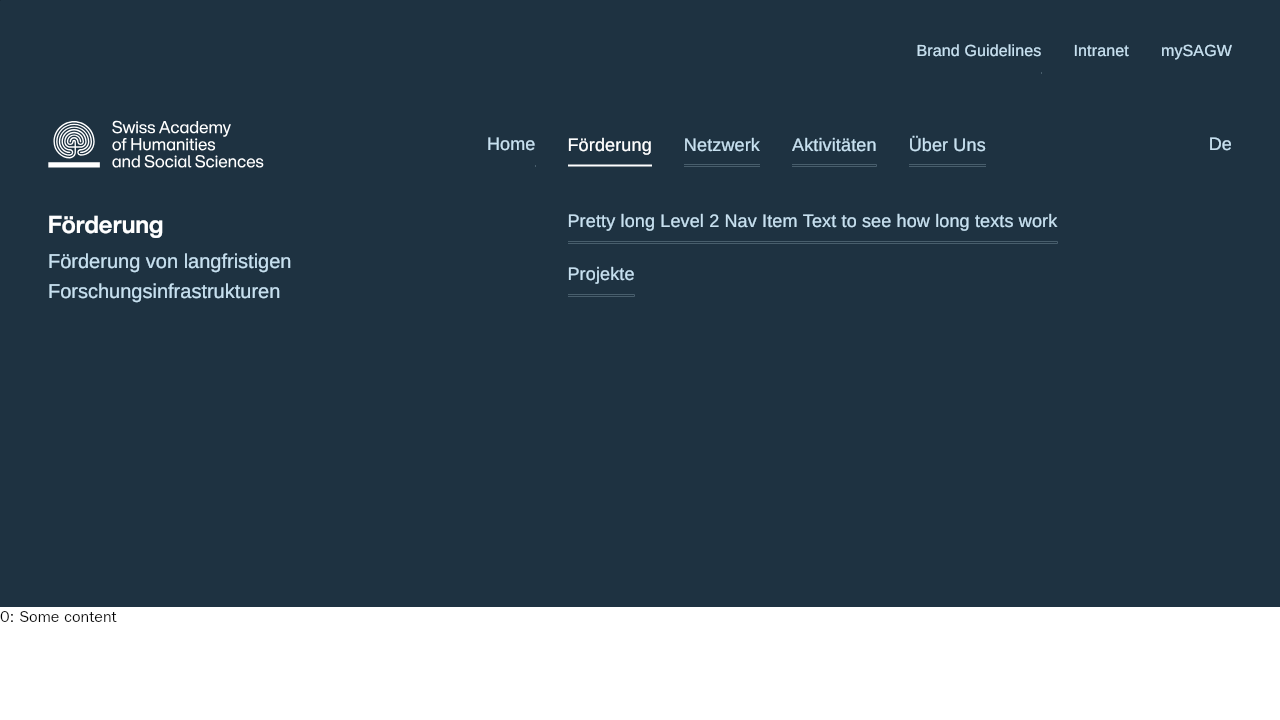 Brand Guidelines Intranet mySAGW
Swiss Academy
of Humanities
and Social Sciences
Home Förderung Netzwerk Aktivitäten Über Uns De
Förderung
Förderung von langfristigen
Forschungsinfrastrukturen
Pretty long Level 2 Nav Item Text to see how long texts work
Projekte
0: Some content